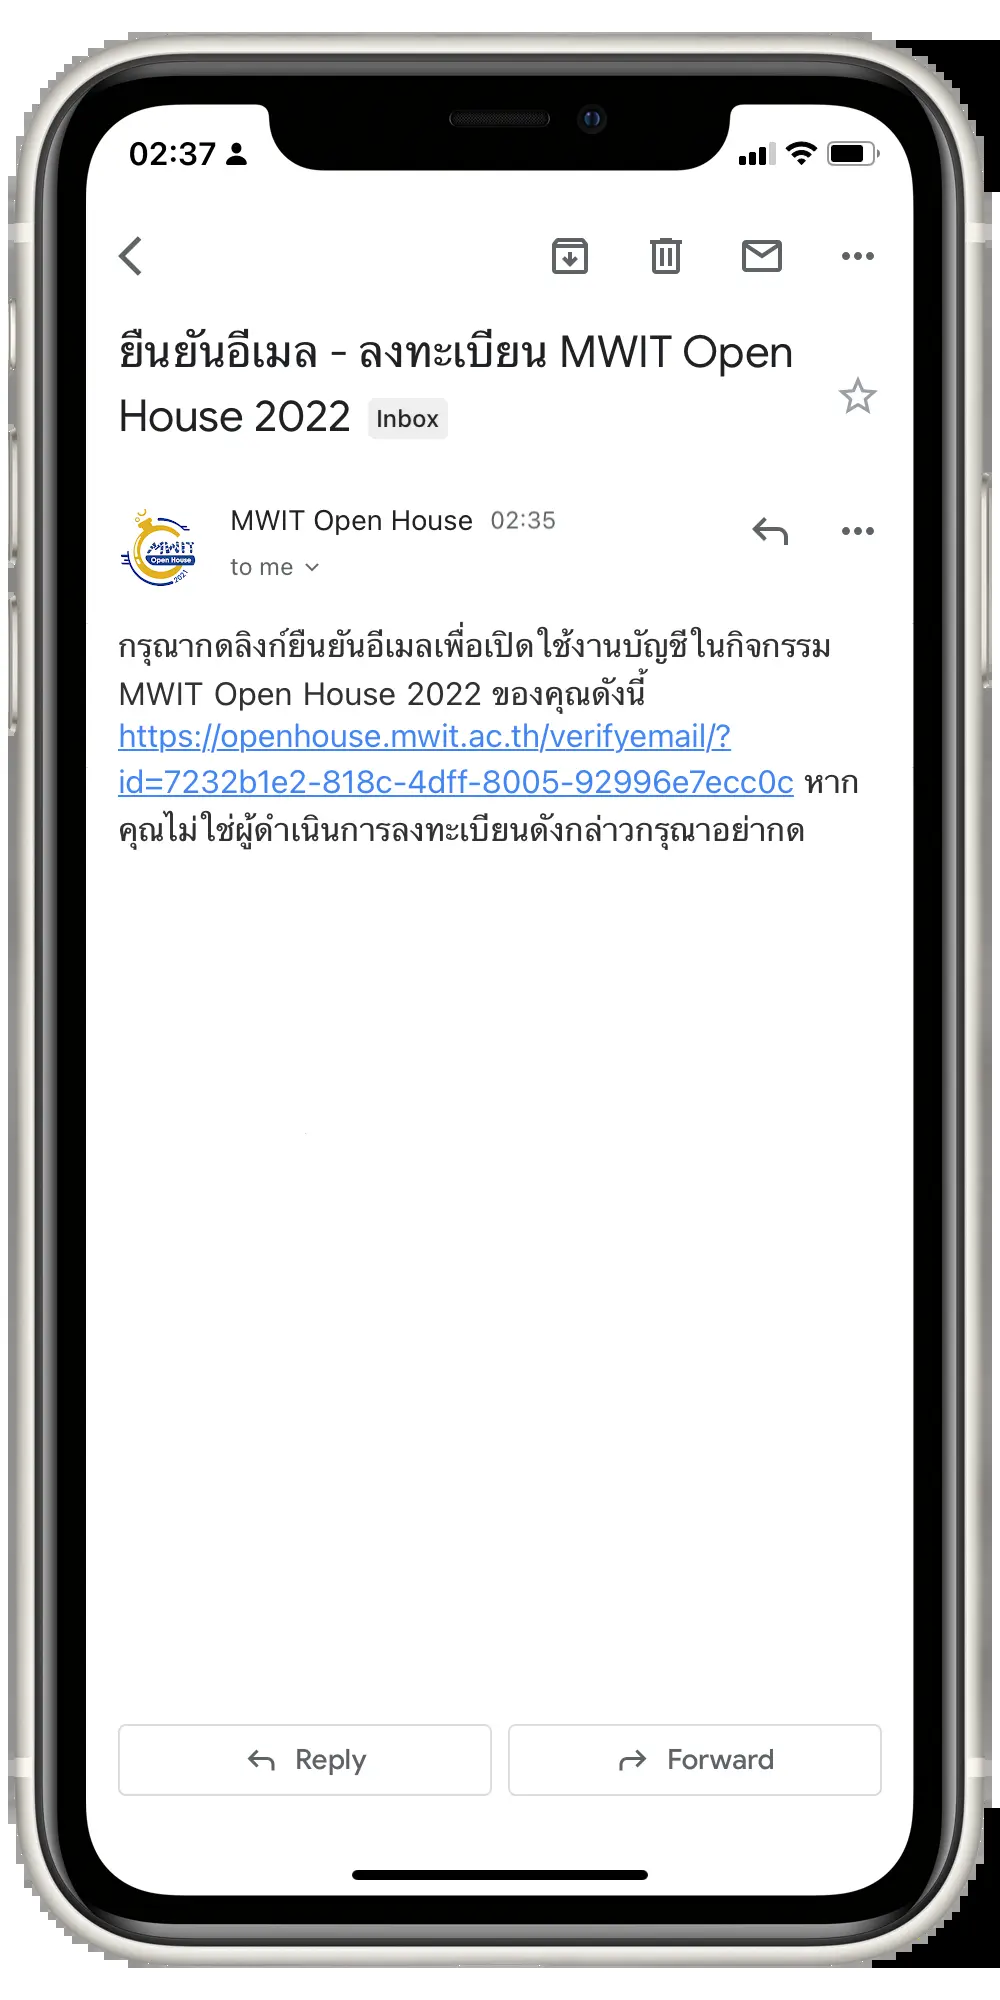 02:37
ยืนยันอีเมล - ลงทะเบียน MWIT Open
House 2022 Inbox
MWIT Open House 02:35
to me
MWIT
Open House
2021
กรุณากดลิงก์ยืนยันอีเมลเพื่อเปิดใช้งานบัญชีในกิจกรรม
MWIT Open House 2022 ของคุณดังนี้
https://openhouse.mwit.ac.th/verifyemail/?
id=7232b1e2-818c-4dff-8005-92996e7ecc0c หาก
คุณไม่ใช่ผู้ดำเนินการลงทะเบียนดังกล่าวกรุณาอย่ากด
Reply
Forward